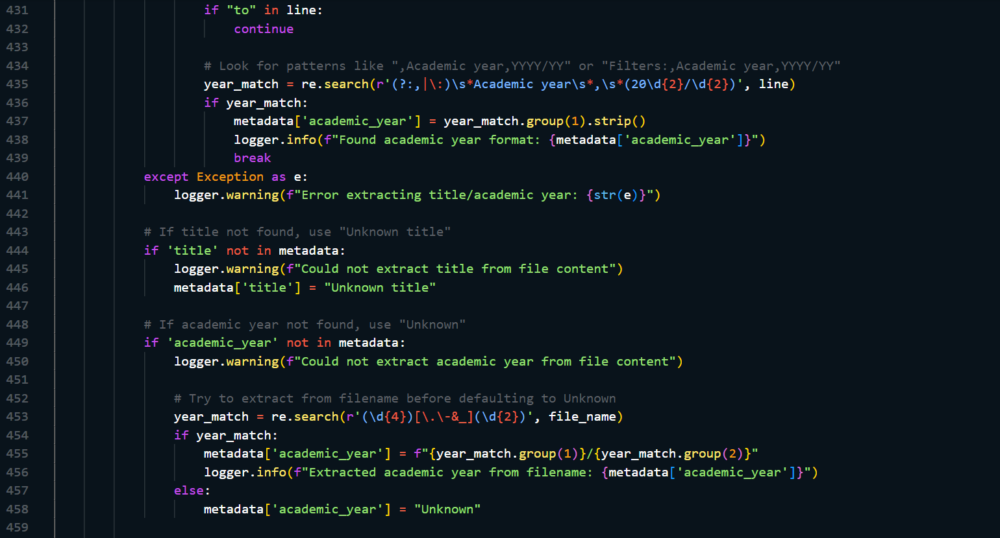 431                         if "to" in line:
432                             continue
433
434                         # Look for patterns like ",Academic year,YYYY/YY" or "Filters:,Academic year,YYYY/YY"
435                         year_match = re.search(r'(?:,|\:)\s*Academic year\s*,\s*(20\d{2}/\d{2})', line)
436                         if year_match:
437                             metadata['academic_year'] = year_match.group(1).strip()
438                             logger.info(f"Found academic year format: {metadata['academic_year']}")
439                             break
440                 except Exception as e:
441                     logger.warning(f"Error extracting title/academic year: {str(e)}")
442
443                 # If title not found, use "Unknown title"
444                 if 'title' not in metadata:
445                     logger.warning(f"Could not extract title from file content")
446                     metadata['title'] = "Unknown title"
447
448                 # If academic year not found, use "Unknown"
449                 if 'academic_year' not in metadata:
450                     logger.warning(f"Could not extract academic year from file content")
451
452                     # Try to extract from filename before defaulting to Unknown
453                     year_match = re.search(r'(\d{4})[\.\-&_](\d{2})', file_name)
454                     if year_match:
455                         metadata['academic_year'] = f"{year_match.group(1)}/{year_match.group(2)}"
456                         logger.info(f"Extracted academic year from filename: {metadata['academic_year']}")
457                     else:
458                         metadata['academic_year'] = "Unknown"
459